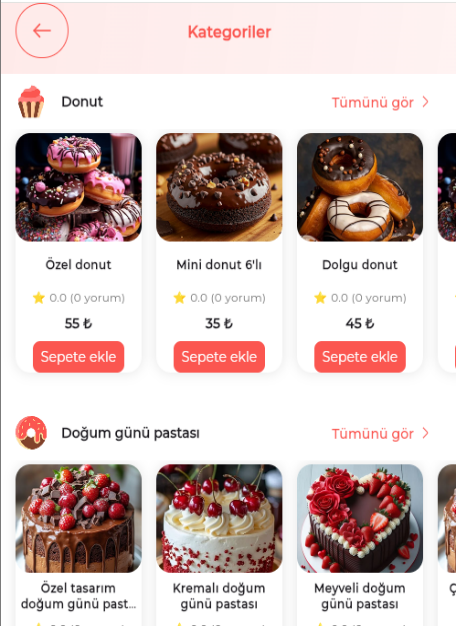 Kategoriler
Donut
Tümünü gör
Özel donut
Mini donut 6'lı
Dolgu donut
0.0 (0 yorum)
0.0 (0 yorum)
0.0 (0 yorum)
55 ₺
35 ₺
45 ₺
Sepete ekle
Sepete ekle
Sepete ekle
Doğum günü pastası
Tümünü gör
Özel tasarım
doğum günü past...
Kremalı doğum
günü pastası
Meyveli doğum
günü pastası